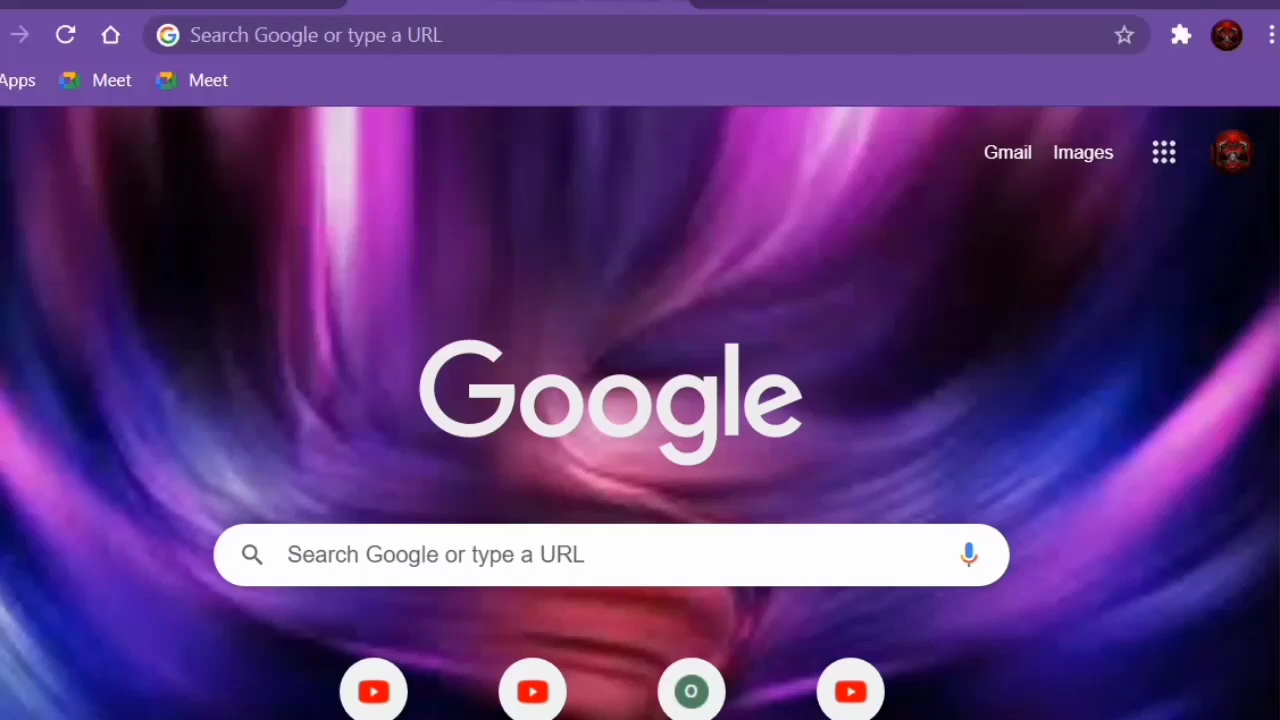 Search Google or type a URL
Apps Meet Meet
Gmail Images
Google
Search Google or type a URL
O